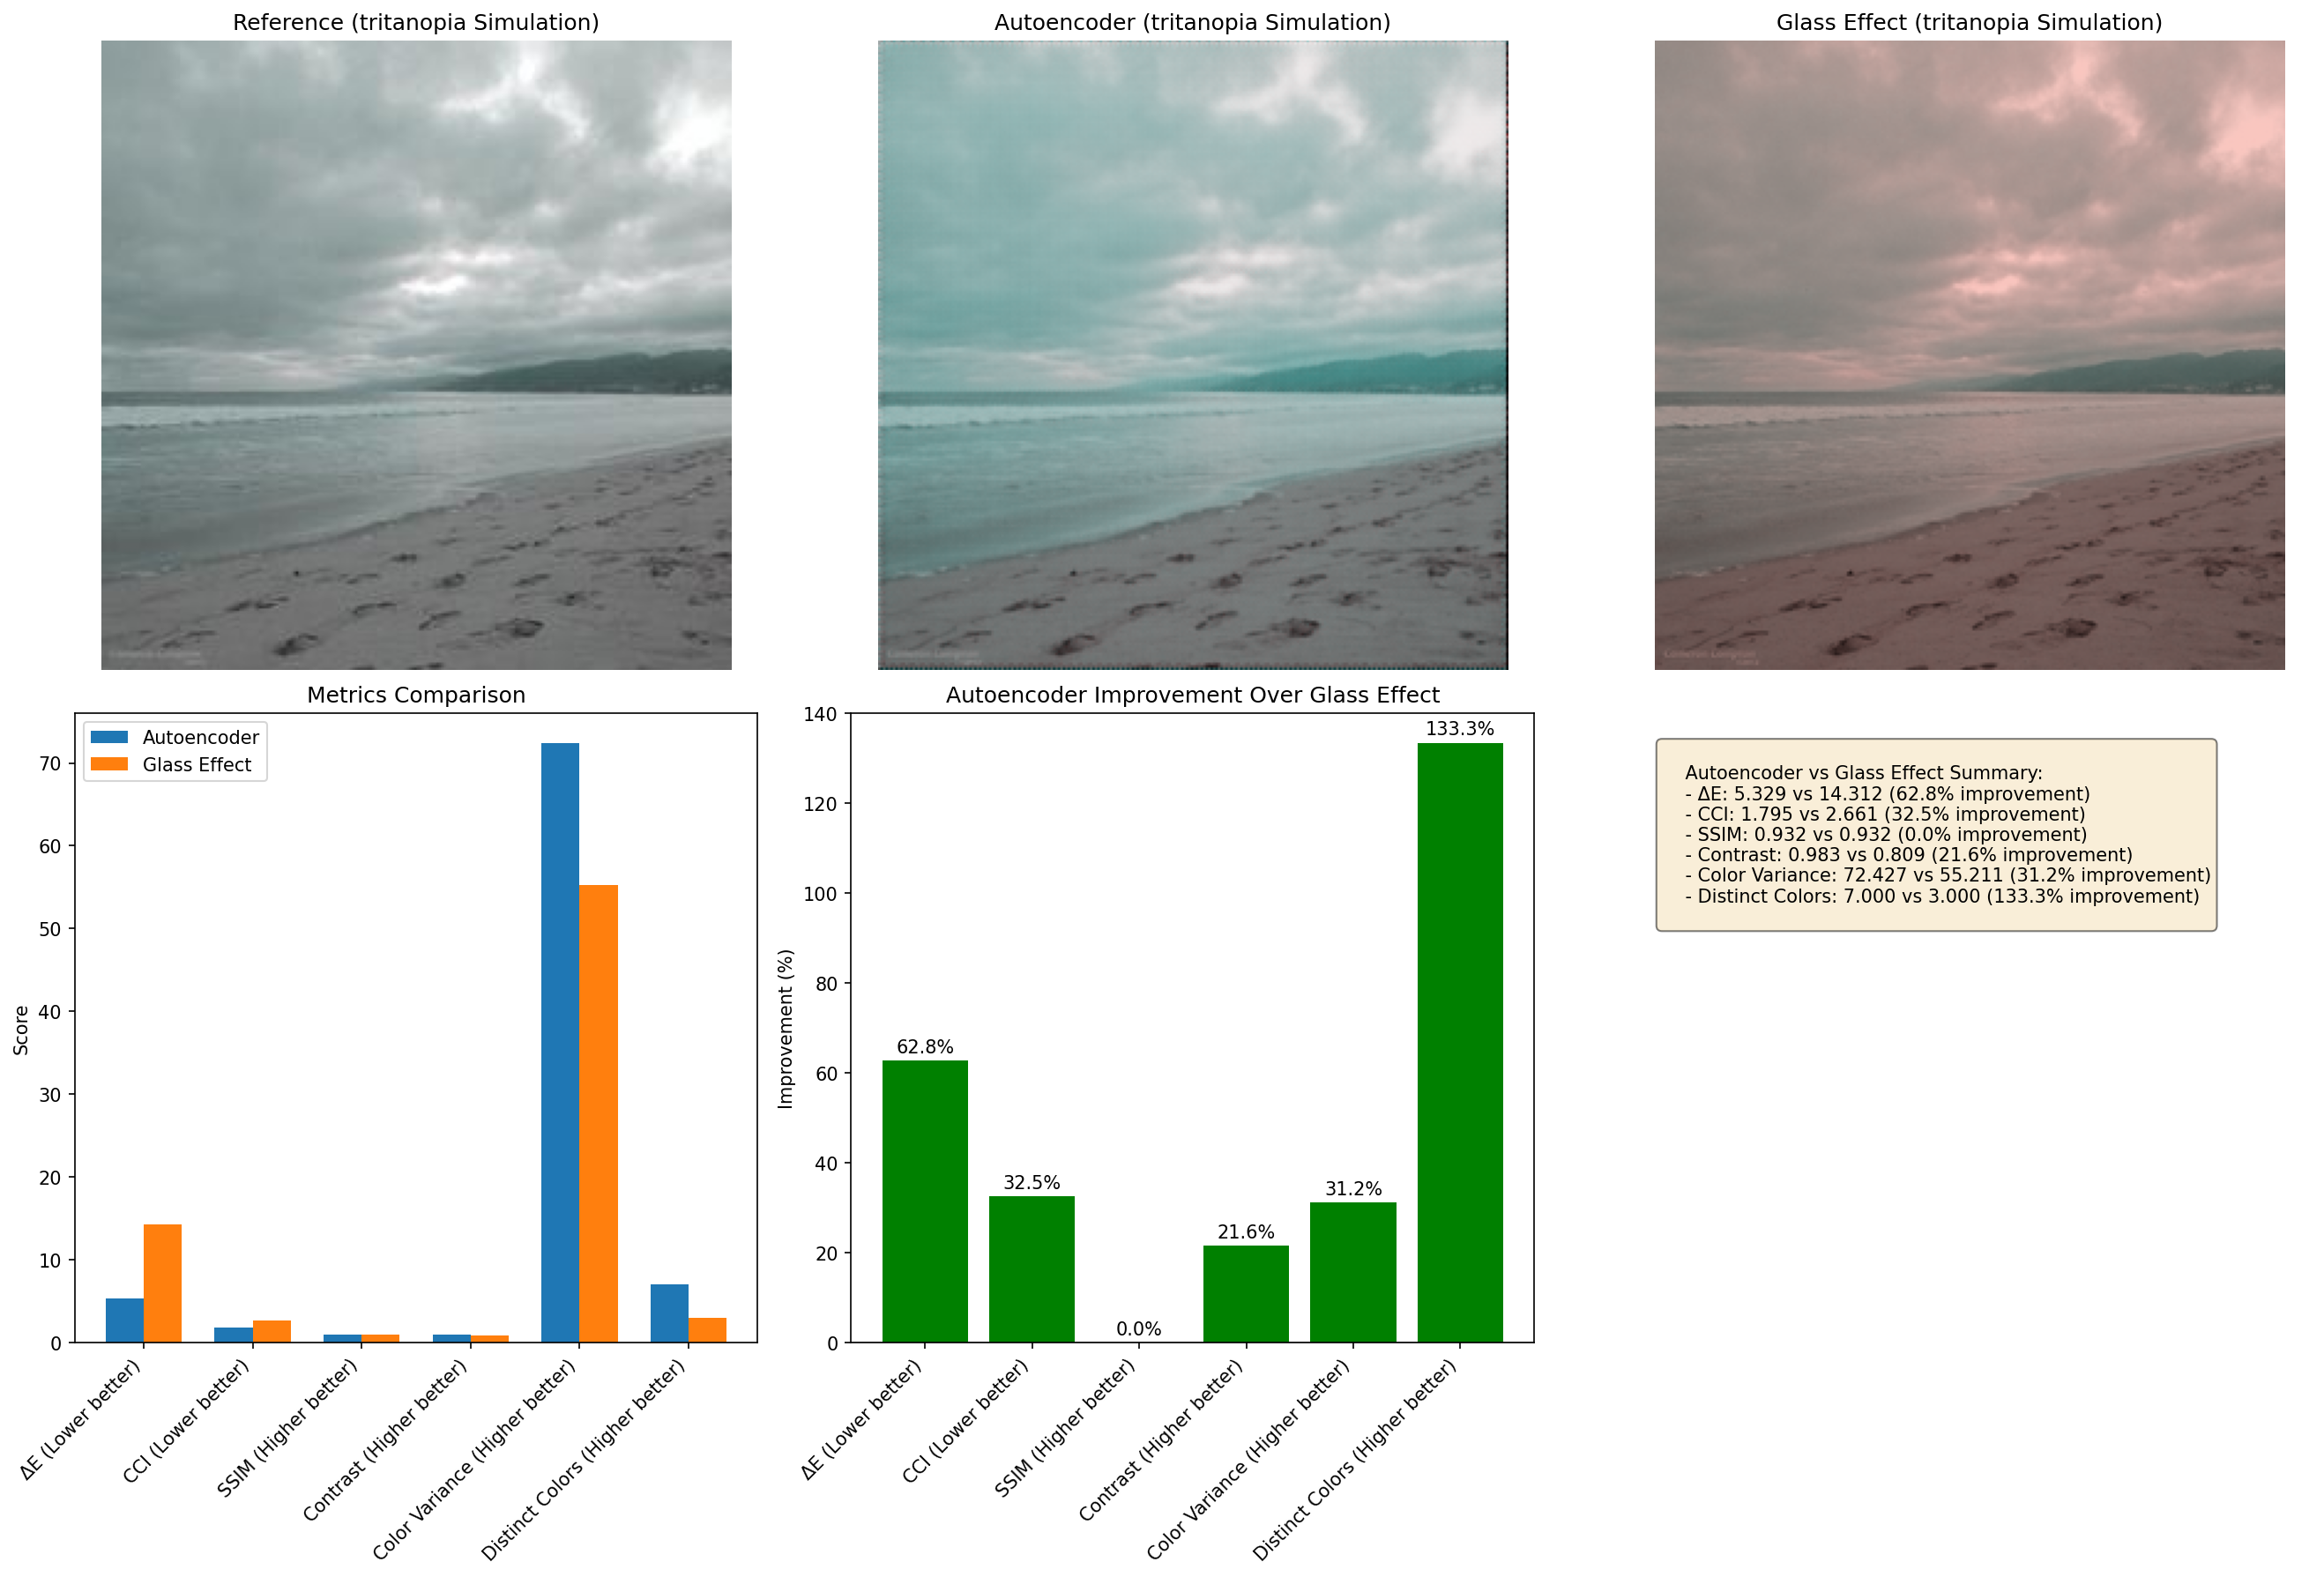 Reference (tritanopia Simulation)
Autoencoder (tritanopia Simulation)
Glass Effect (tritanopia Simulation)
Metrics Comparison
Autoencoder
Glass Effect
Score
70
60
50
40
30
20
10
0
ΔE (Lower better)
CCI (Lower better)
SSIM (Higher better)
Contrast (Higher better)
Color Variance (Higher better)
Distinct Colors (Higher better)
Autoencoder Improvement Over Glass Effect
Improvement (%)
140
120
100
80
60
40
20
0
62.8%
32.5%
0.0%
21.6%
31.2%
133.3%
ΔE (Lower better)
CCI (Lower better)
SSIM (Higher better)
Contrast (Higher better)
Color Variance (Higher better)
Distinct Colors (Higher better)
Autoencoder vs Glass Effect Summary:
- ΔE: 5.329 vs 14.312 (62.8% improvement)
- CCI: 1.795 vs 2.661 (32.5% improvement)
- SSIM: 0.932 vs 0.932 (0.0% improvement)
- Contrast: 0.983 vs 0.809 (21.6% improvement)
- Color Variance: 72.427 vs 55.211 (31.2% improvement)
- Distinct Colors: 7.000 vs 3.000 (133.3% improvement)